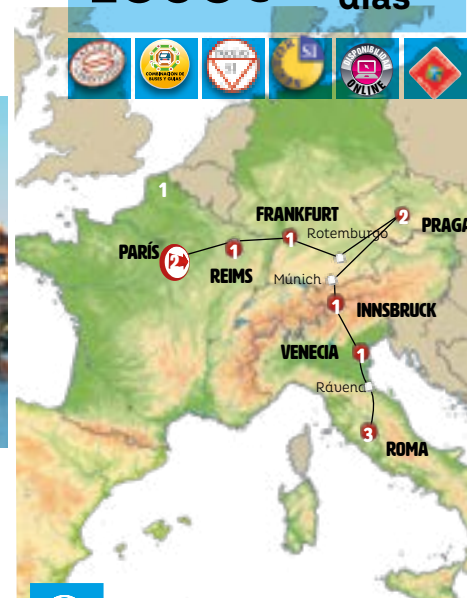 días
COMBINACIÓN DE
BUSES Y GUÍAS
SI
SI
DISPONIBILIDAD
ONLINE
1
FRANKFURT
1
Rotemburgo
2
PRAGA
PARÍS
2
1
REIMS
Múnich
1
INNSBRUCK
VENECIA
1
Rávena
3
ROMA